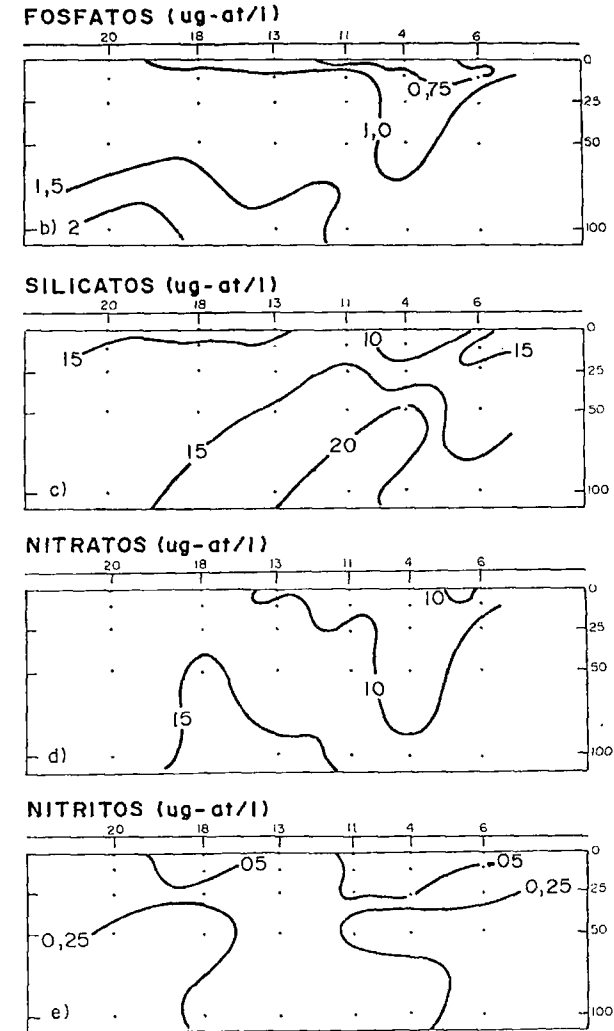 FOSFATOS (ug-at/l)
20 18 13 11 4 6
0
0,75
25
1,0
50
1,5
b) 2
100
SILICATOS (ug-at/l)
20 18 13 11 4 6
0
10
15 15
25
50
15 20
c)
100
NITRATOS (ug-at/l)
20 18 13 11 4 6
0
10
25
50
15 10
d)
100
NITRITOS (ug-at/l)
20 18 13 11 4 6
0
05 05
0,25
25
0,25
50
e)
100